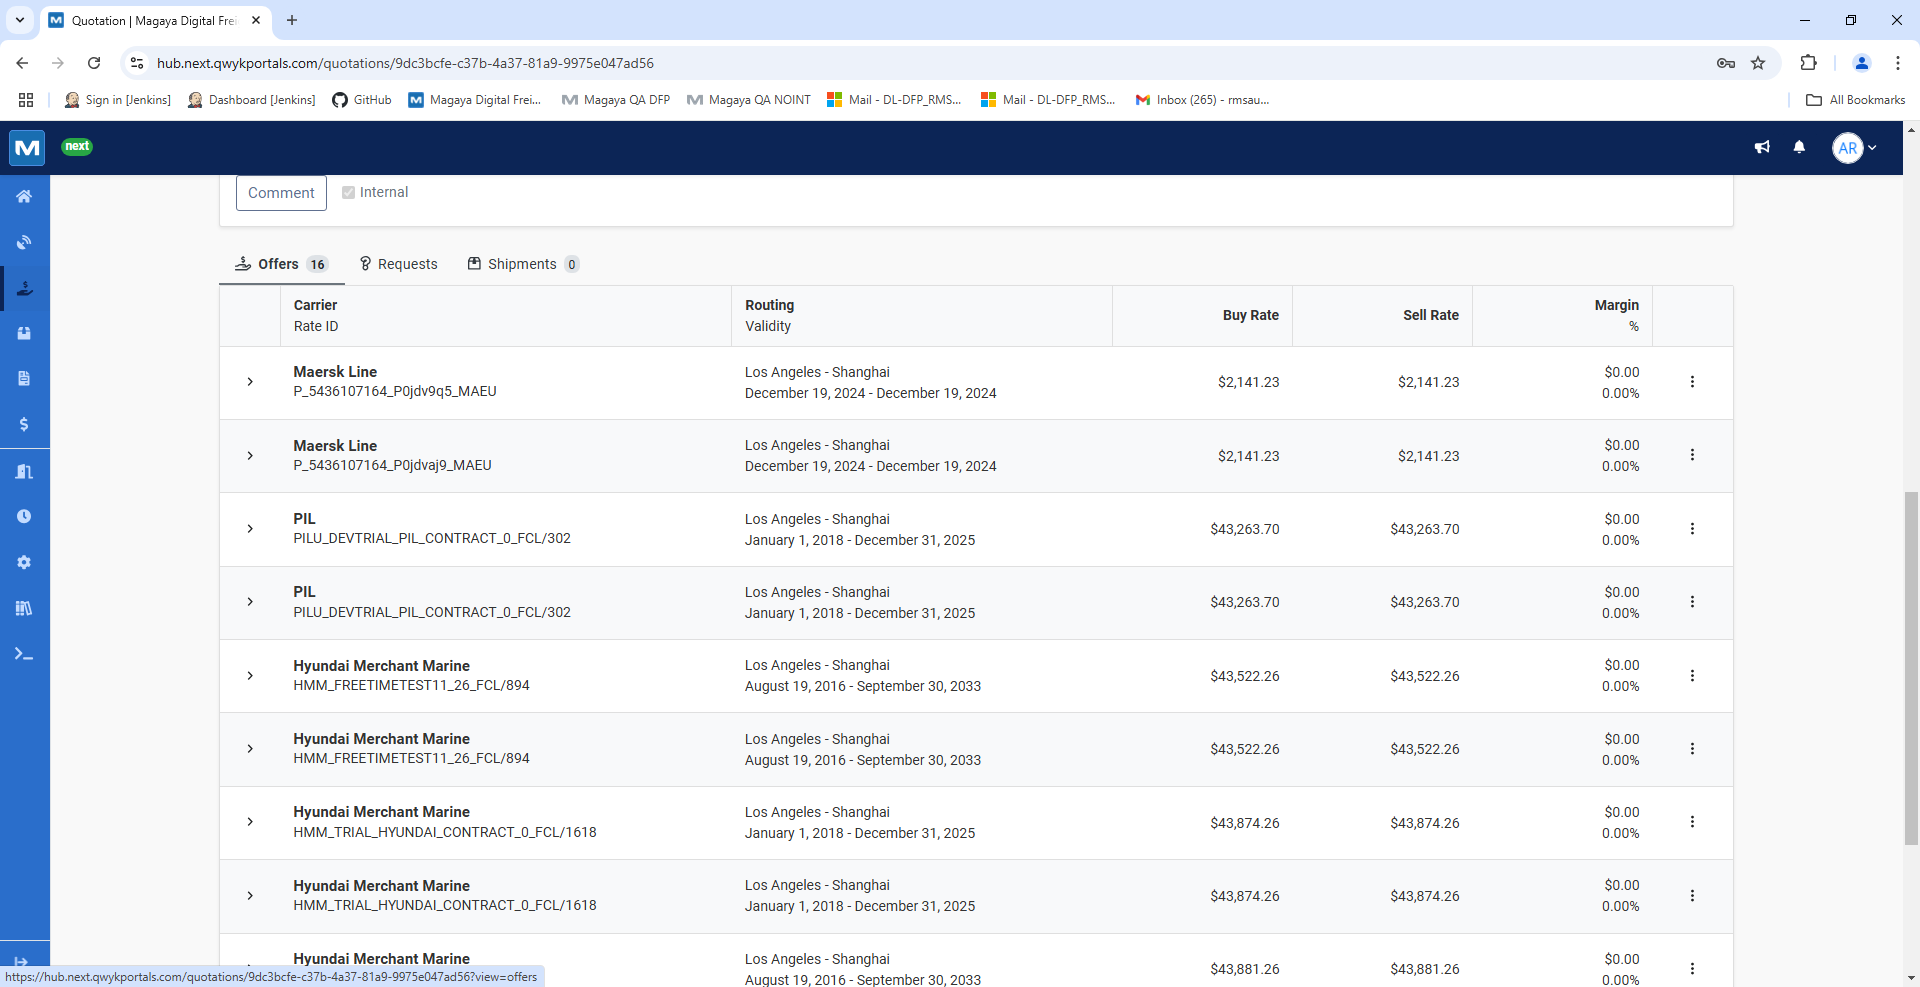 Quotation | Magaya Digital Frei
hub.next.qwykportals.com/quotations/9dc3bcfe-c37b-4a37-81a9-9975e047ad56
Sign in [Jenkins]
Dashboard [Jenkins]
GitHub
Magaya Digital Frei...
Magaya QA DFP
Magaya QA NOINT
Mail - DL-DFP_RMS...
Mail - DL-DFP_RMS...
Inbox (265) - rmsau...
All Bookmarks
next
AR
Comment
Internal
Offers 16
Requests
Shipments 0
Carrier
Rate ID
Routing
Validity
Buy Rate
Sell Rate
Margin
%
Maersk Line
P_5436107164_P0jdv9q5_MAEU
Los Angeles - Shanghai
December 19, 2024 - December 19, 2024
$2,141.23
$2,141.23
$0.00
0.00%
Maersk Line
P_5436107164_P0jdvaj9_MAEU
Los Angeles - Shanghai
December 19, 2024 - December 19, 2024
$2,141.23
$2,141.23
$0.00
0.00%
PIL
PILU_DEVTRIAL_PIL_CONTRACT_0_FCL/302
Los Angeles - Shanghai
January 1, 2018 - December 31, 2025
$43,263.70
$43,263.70
$0.00
0.00%
PIL
PILU_DEVTRIAL_PIL_CONTRACT_0_FCL/302
Los Angeles - Shanghai
January 1, 2018 - December 31, 2025
$43,263.70
$43,263.70
$0.00
0.00%
Hyundai Merchant Marine
HMM_FREETIMETEST11_26_FCL/894
Los Angeles - Shanghai
August 19, 2016 - September 30, 2033
$43,522.26
$43,522.26
$0.00
0.00%
Hyundai Merchant Marine
HMM_FREETIMETEST11_26_FCL/894
Los Angeles - Shanghai
August 19, 2016 - September 30, 2033
$43,522.26
$43,522.26
$0.00
0.00%
Hyundai Merchant Marine
HMM_TRIAL_HYUNDAI_CONTRACT_0_FCL/1618
Los Angeles - Shanghai
January 1, 2018 - December 31, 2025
$43,874.26
$43,874.26
$0.00
0.00%
Hyundai Merchant Marine
HMM_TRIAL_HYUNDAI_CONTRACT_0_FCL/1618
Los Angeles - Shanghai
January 1, 2018 - December 31, 2025
$43,874.26
$43,874.26
$0.00
0.00%
Hyundai Merchant Marine
Los Angeles - Shanghai
August 19, 2016 - September 30, 2033
$43,881.26
$43,881.26
$0.00
0.00%
https://hub.next.qwykportals.com/quotations/9dc3bcfe-c37b-4a37-81a9-9975e047ad56?view=offers